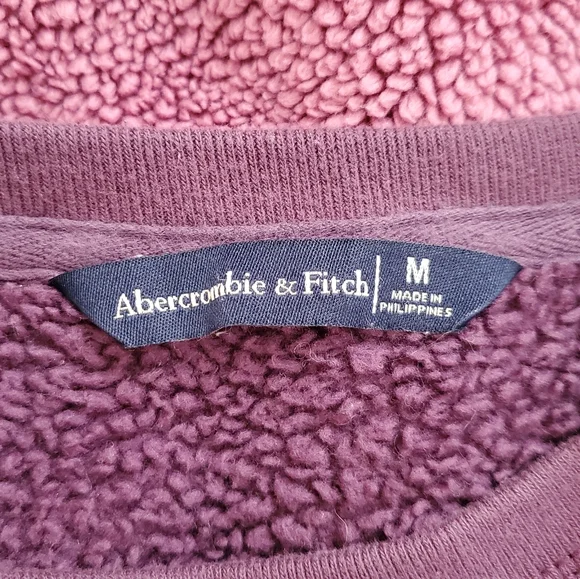 Abercrombie & Fitch
M
MADE IN
PHILIPPINES